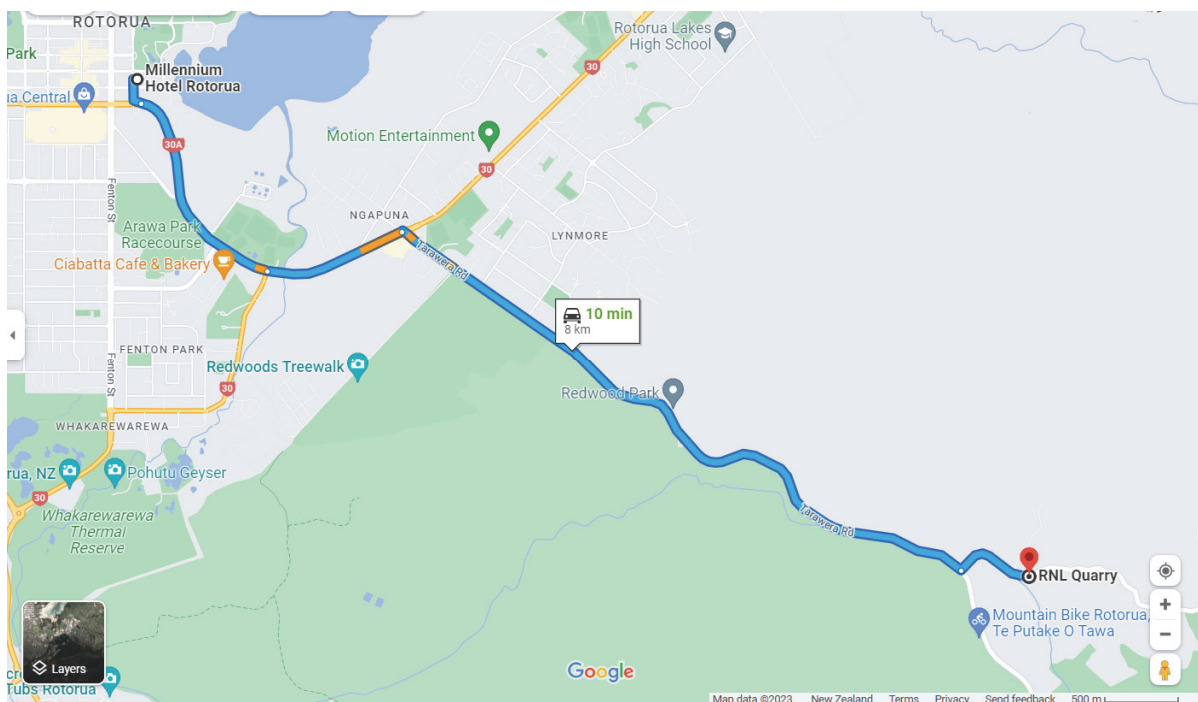 ROTORUA
Park
Millennium
Hotel Rotorua
ia Central
30A
Fenton St
Rotorua Lakes
High School
30
Motion Entertainment
30
NGAPUNA
Arawa Park
Racecourse
Ciabatta Cafe & Bakery
LYNMORE
Tarawera Rd
10 min
8 km
FENTON PARK
Fenton St
Redwoods Treewalk
30
Redwood Park
WHAKAREWAREWA
rua, NZ
Pohutu Geyser
30
Whakarewarewa
Thermal
Reserve
Tarawera Rd
RNL Quarry
Mountain Bike Rotorua,
Te Putake O Tawa
Layers
Tubs Rotorua
Google
Map data ©2023 New Zealand Terms Privacy Send feedback 500 m